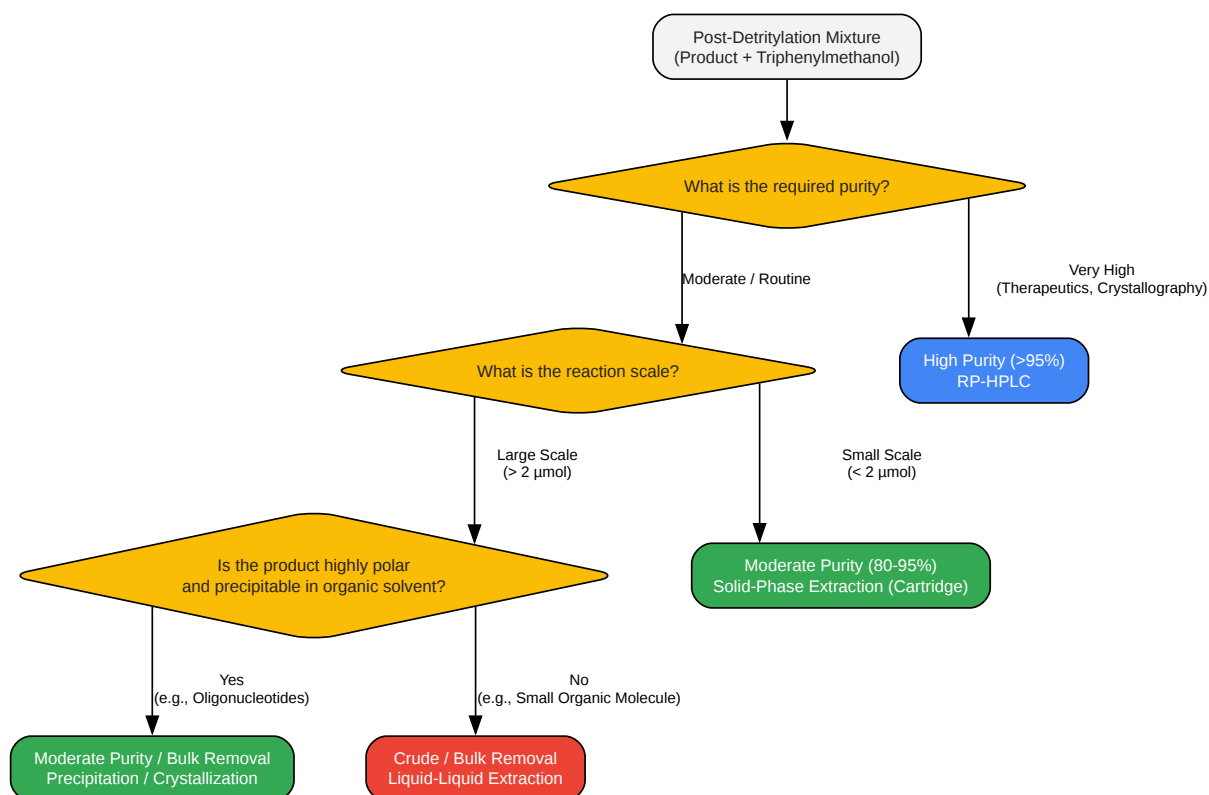 Post-Detritylation Mixture
(Product + Triphenylmethanol)
What is the required purity?
Moderate / Routine
Very High
(Therapeutics, Crystallography)
What is the reaction scale?
High Purity (>95%)
RP-HPLC
Large Scale
(> 2 µmol)
Small Scale
(< 2 µmol)
Is the product highly polar
and precipitable in organic solvent?
Moderate Purity (80-95%)
Solid-Phase Extraction (Cartridge)
Yes
(e.g., Oligonucleotides)
No
(e.g., Small Organic Molecule)
Moderate Purity / Bulk Removal
Precipitation / Crystallization
Crude / Bulk Removal
Liquid-Liquid Extraction